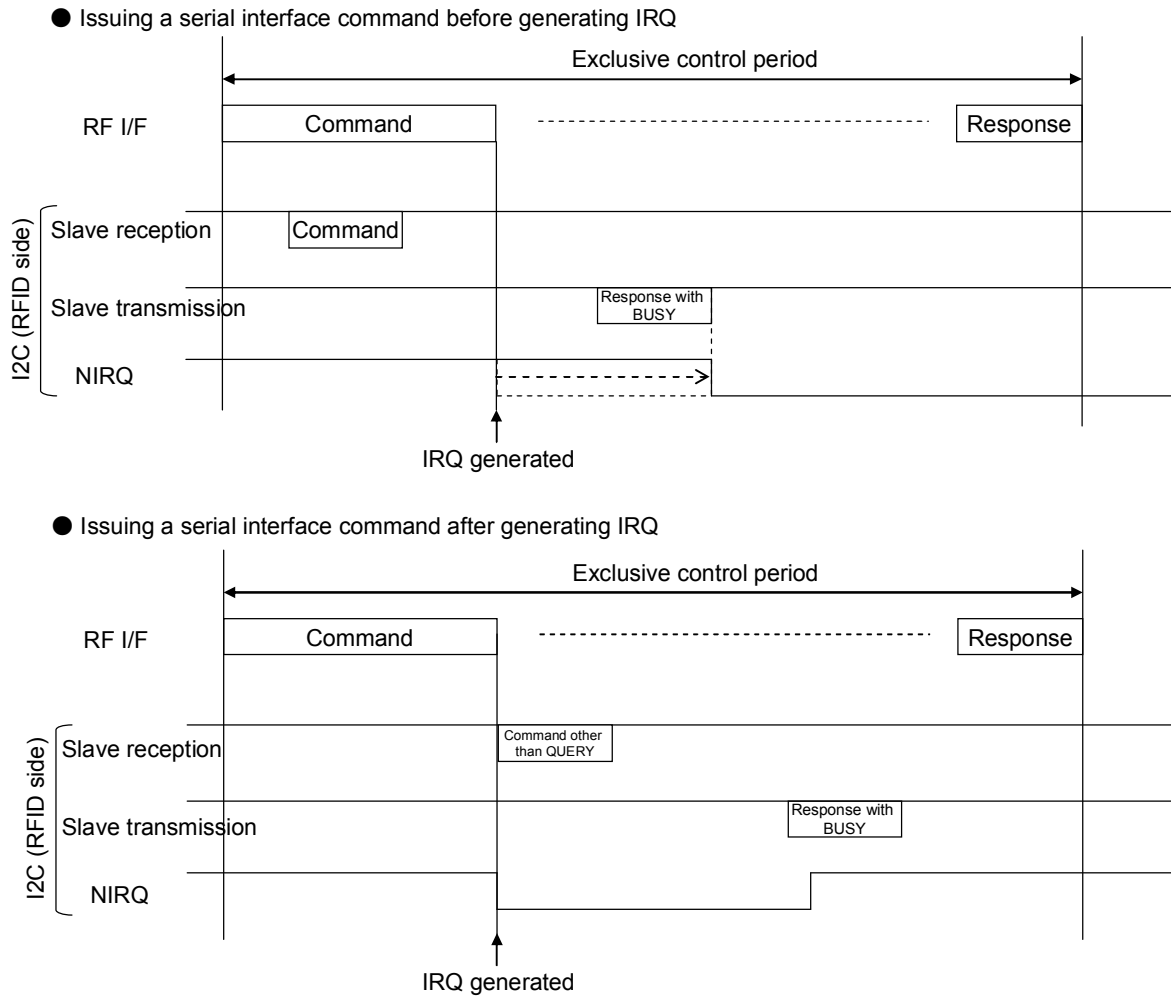 ● Issuing a serial interface command before generating IRQ
Exclusive control period
RF I/F
Command
Response
I2C (RFID side)
Slave reception
Command
Slave transmission
Response with
BUSY
NIRQ
IRQ generated
● Issuing a serial interface command after generating IRQ
Exclusive control period
RF I/F
Command
Response
I2C (RFID side)
Slave reception
Command other
than QUERY
Slave transmission
Response with
BUSY
NIRQ
IRQ generated